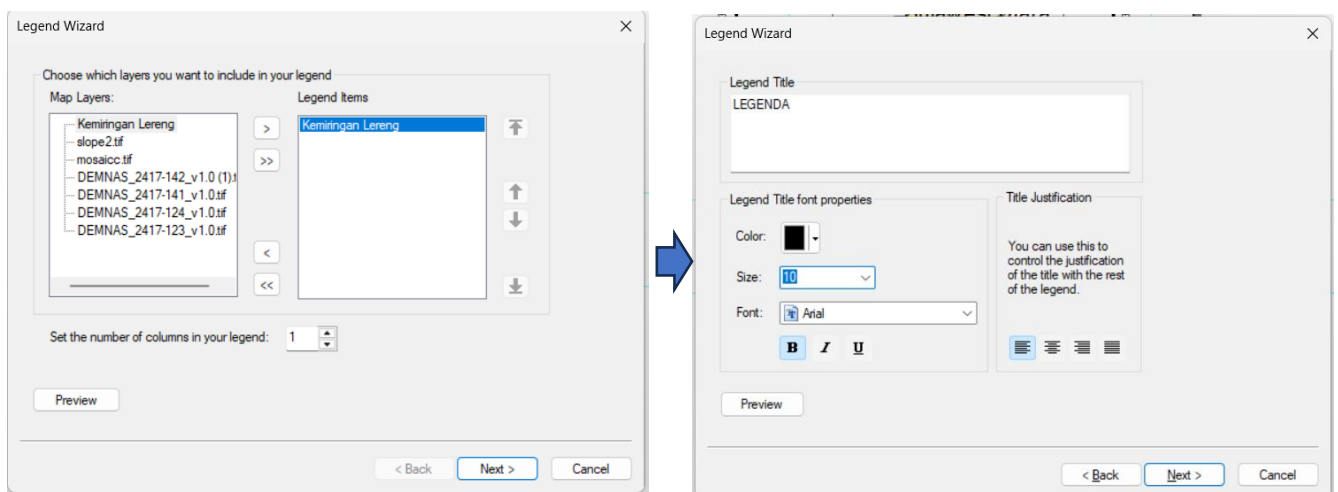 Legend Wizard
Choose which layers you want to include in your legend
Map Layers:
Legend Items
Kemiringan Lereng
slope2.tif
mosaicc.tif
DEMNAS_2417-142_v1.0 (1).t
DEMNAS_2417-141_v1.0.tif
DEMNAS_2417-124_v1.0.tif
DEMNAS_2417-123_v1.0.tif
>
>>
<
<<
Kemiringan Lereng
Set the number of columns in your legend:
1
Preview
< Back
Next >
Cancel
Legend Wizard
Legend Title
LEGENDA
Legend Title font properties
Color:
Size:
10
Font:
Arial
B I U
Title Justification
You can use this to
control the justification
of the title with the rest
of the legend.
Preview
< Back
Next >
Cancel